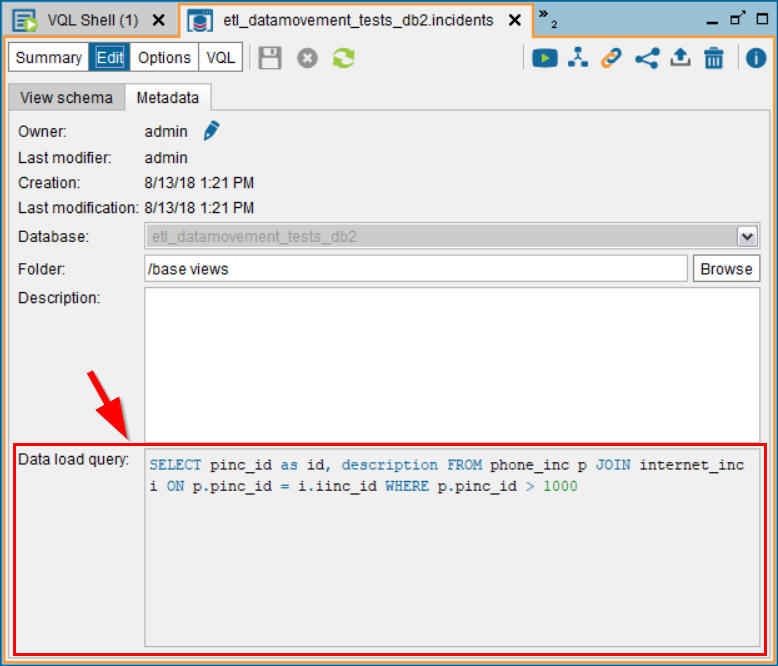 VQL Shell (1) etl_datamovement_tests_db2.incidents » 2
Summary Edit Options VQL
View schema Metadata
Owner: admin
Last modifier: admin
Creation: 8/13/18 1:21 PM
Last modification: 8/13/18 1:21 PM
Database: etl_datamovement_tests_db2
Folder: /base views Browse
Description:
Data load query: SELECT pinc_id as id, description FROM phone_inc p JOIN internet_inc
i ON p.pinc_id = i.iinc_id WHERE p.pinc_id > 1000